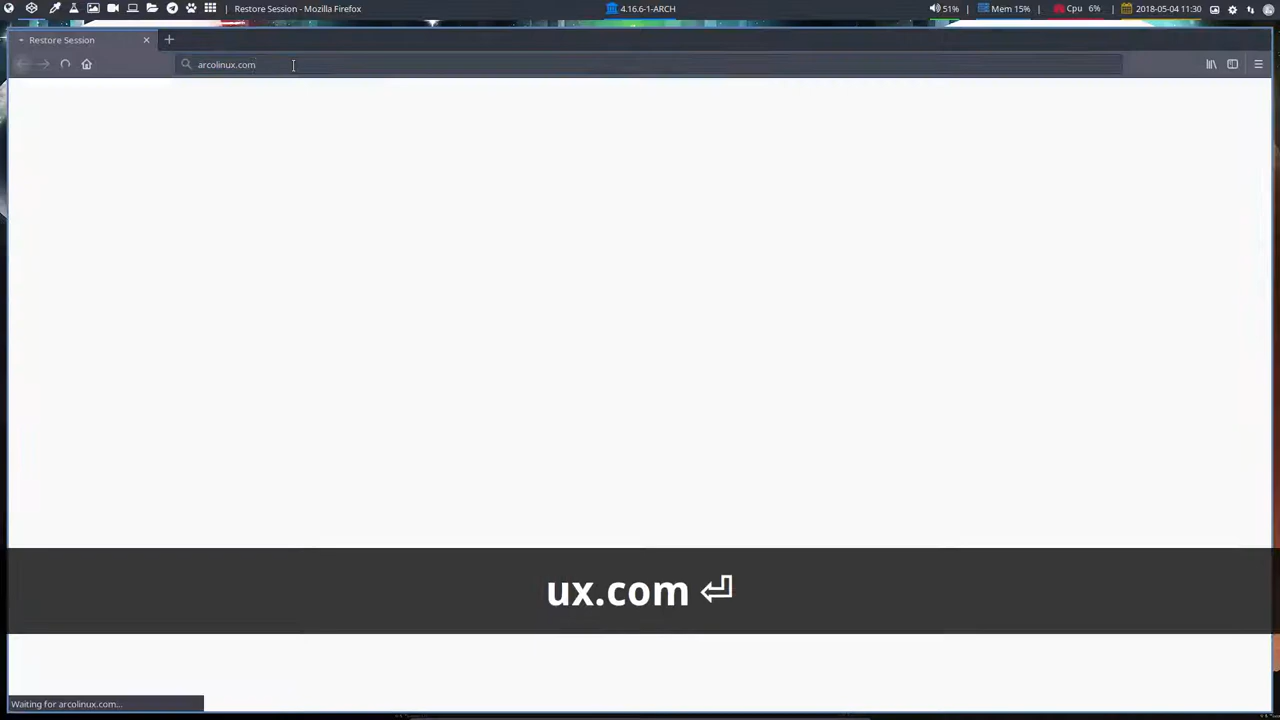 Restore Session - Mozilla Firefox
4.16.6-1-ARCH
51%
Mem 15%
Cpu 6%
2018-05-04 11:30
Restore Session
arcolinux.com
ux.com ⏎
Waiting for arcolinux.com...